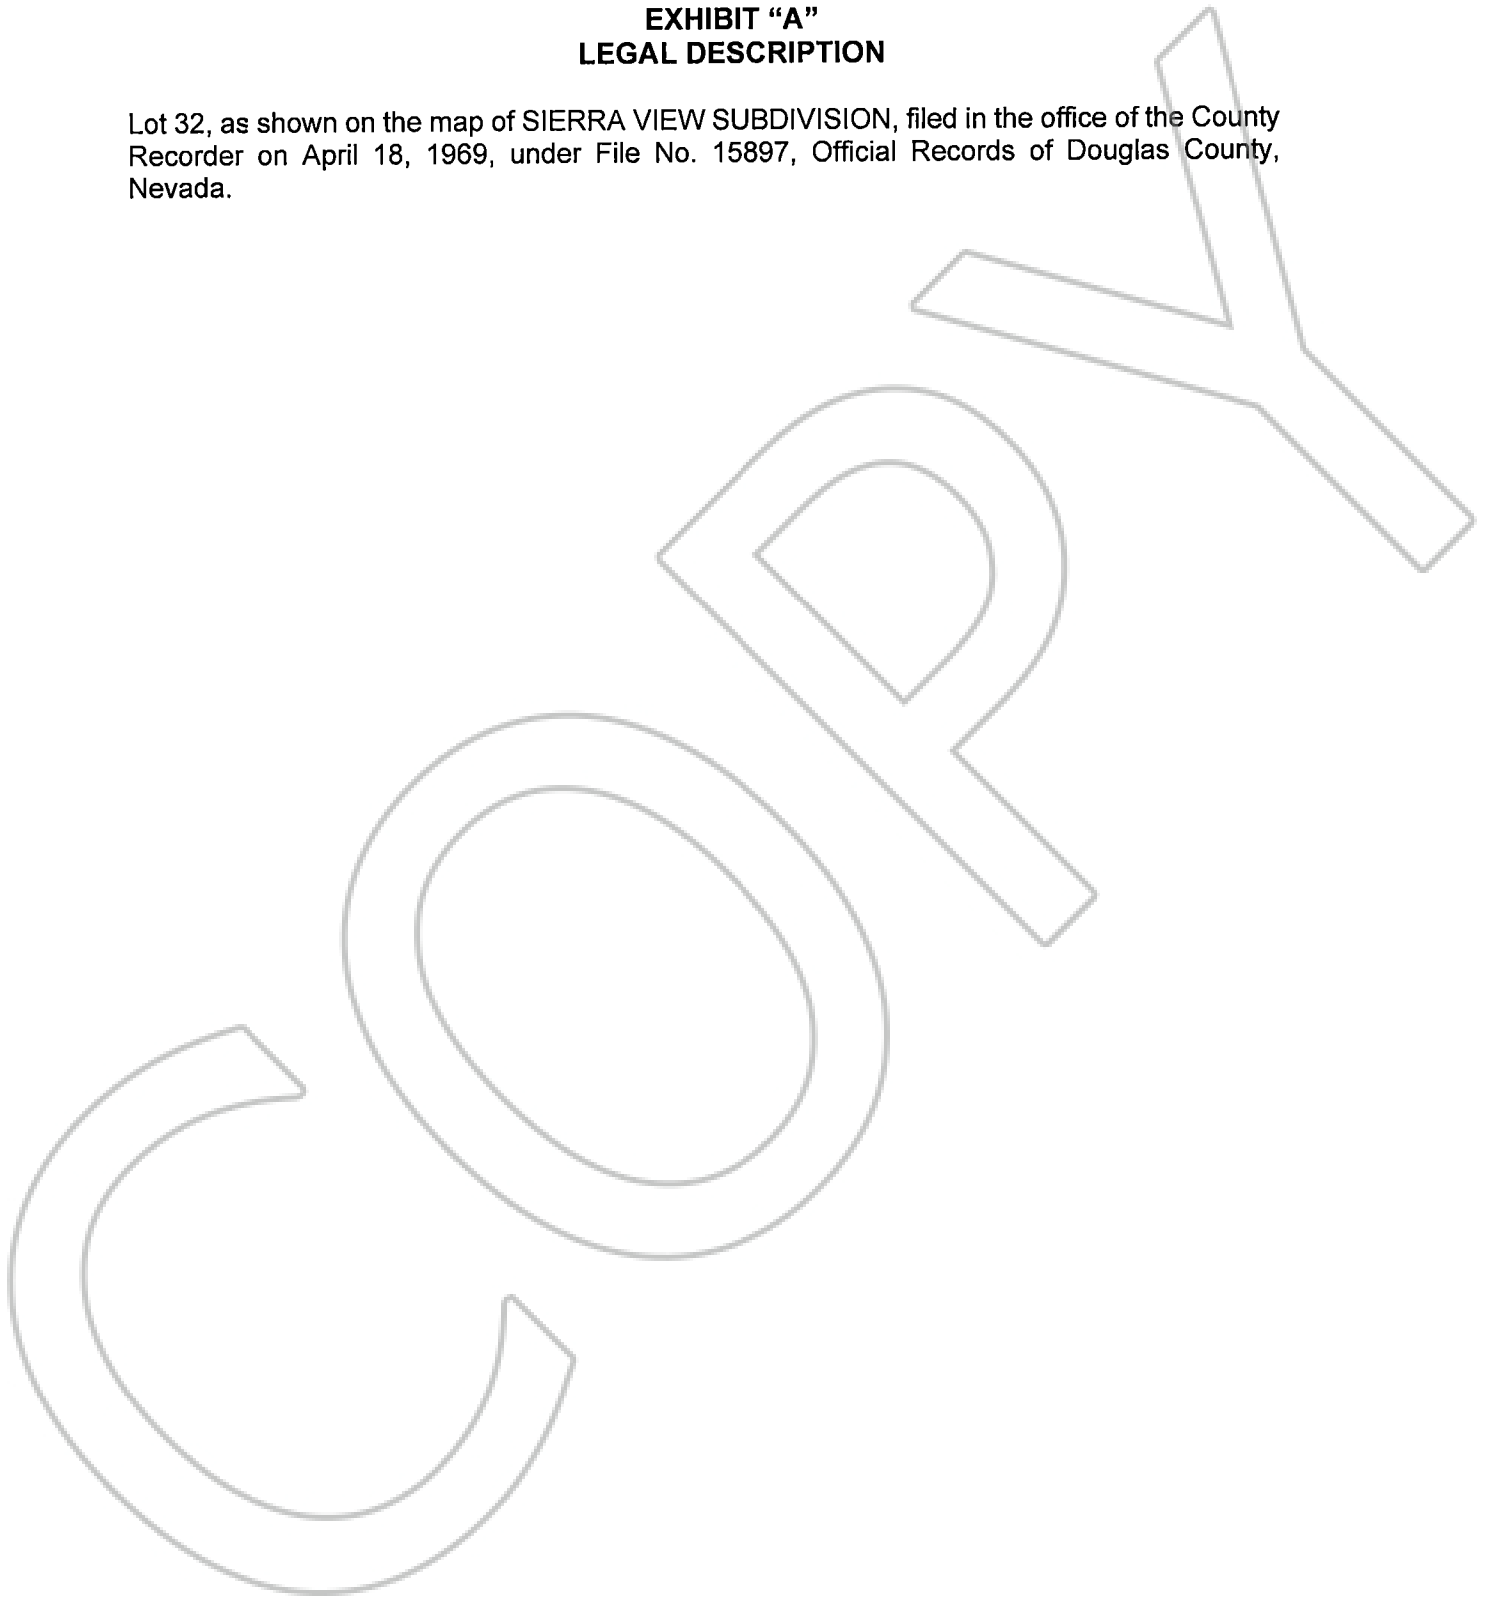 EXHIBIT “A”
LEGAL DESCRIPTION
Lot 32, as shown on the map of SIERRA VIEW SUBDIVISION, filed in the office of the County
Recorder on April 18, 1969, under File No. 15897, Official Records of Douglas County,
Nevada.
COPY